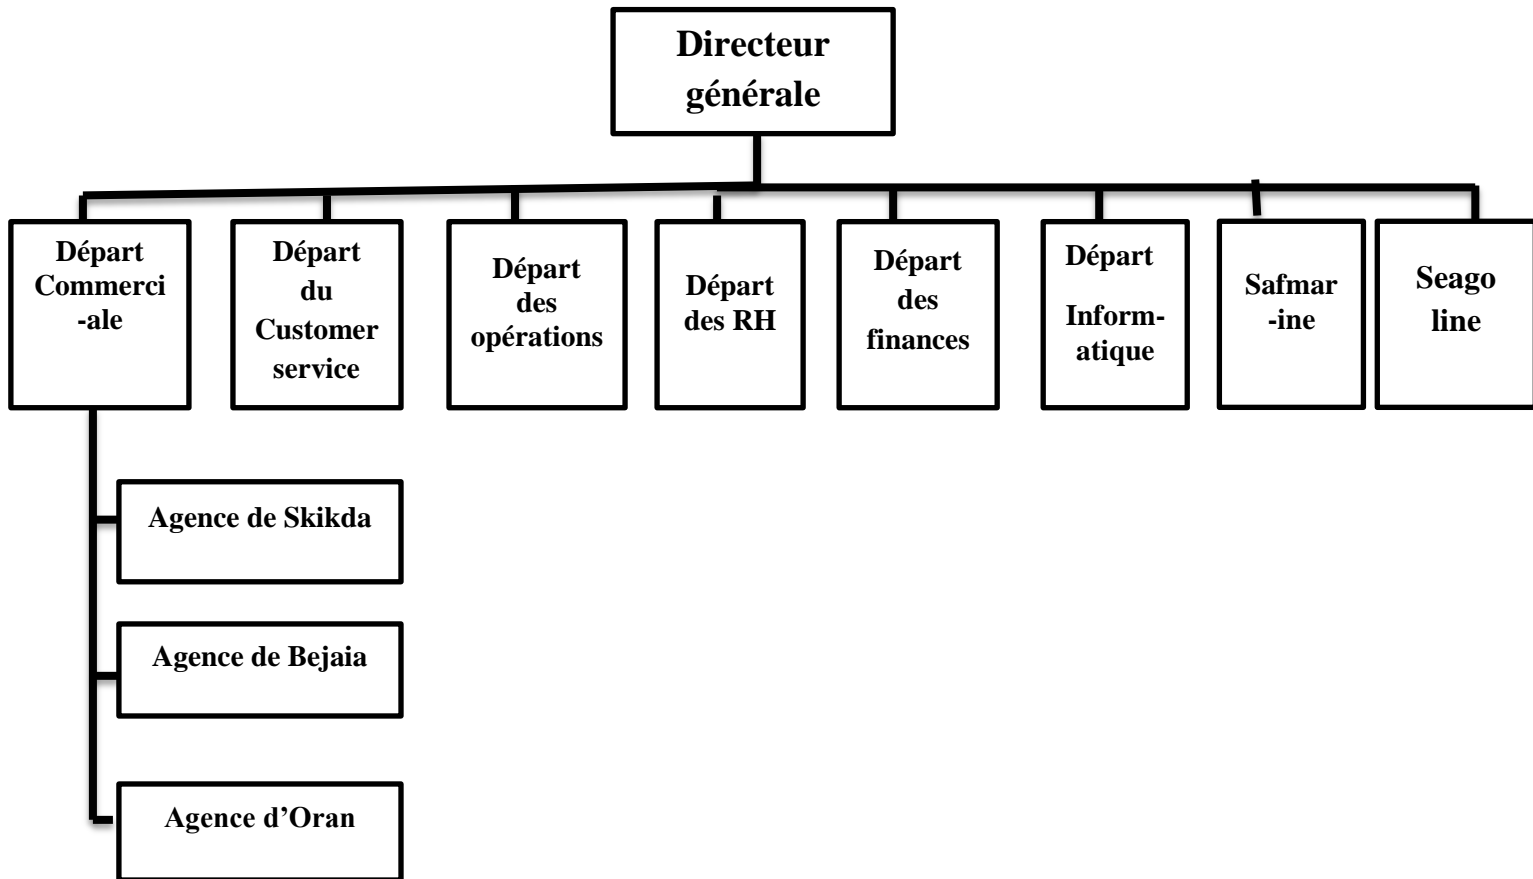 Directeur
générale
Départ
Commerci
-ale
Départ
du
Customer
service
Départ
des
opérations
Départ
des RH
Départ
des
finances
Départ
Inform-
atique
Safmar
-ine
Seago
line
Agence de Skikda
Agence de Bejaia
Agence d’Oran